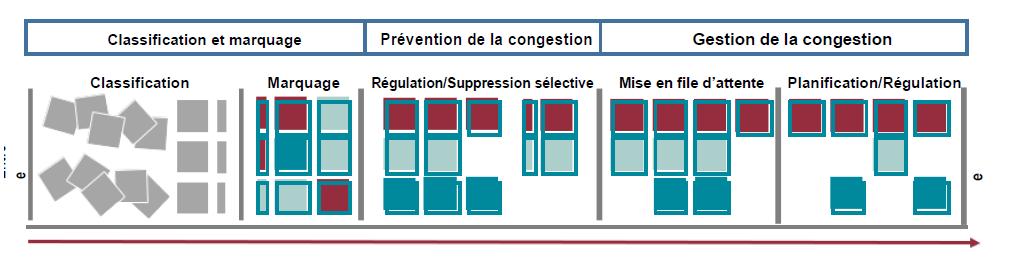 Classification et marquage
Prévention de la congestion
Gestion de la congestion
Classification
Marquage
Régulation/Suppression sélective
Mise en file d'attente
Planification/Régulation
e
e